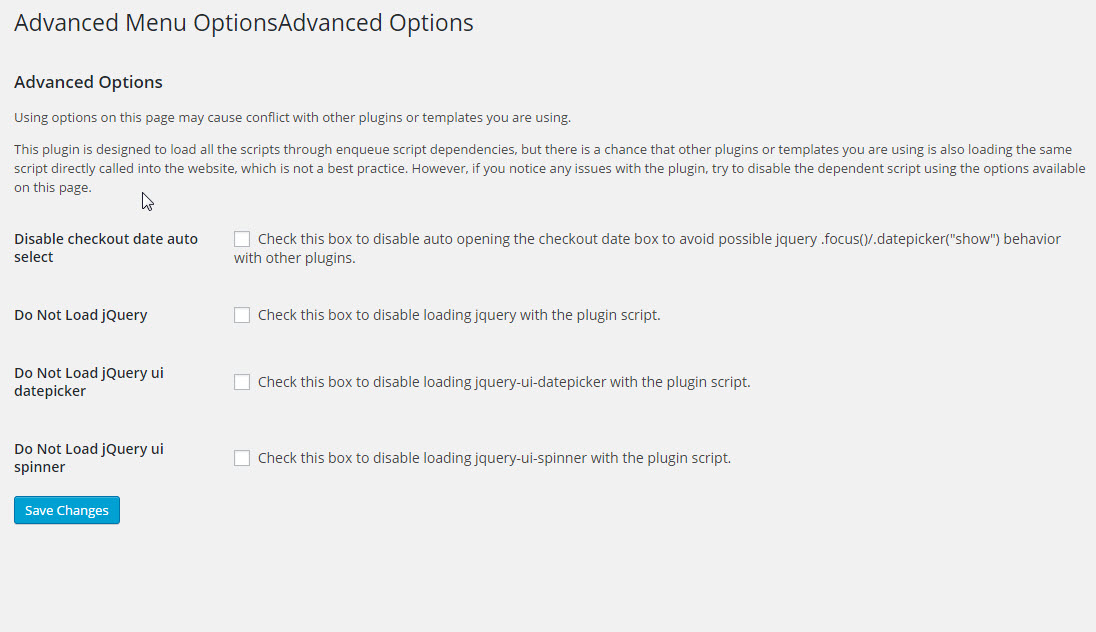 Advanced Menu OptionsAdvanced Options
Advanced Options
Using options on this page may cause conflict with other plugins or templates you are using.
This plugin is designed to load all the scripts through enqueue script dependencies, but there is a chance that other plugins or templates you are using is also loading the same
script directly called into the website, which is not a best practice. However, if you notice any issues with the plugin, try to disable the dependent script using the options available
on this page.
Disable checkout date auto
select
Check this box to disable auto opening the checkout date box to avoid possible jquery .focus()/.datepicker("show") behavior
with other plugins.
Do Not Load jQuery
Check this box to disable loading jquery with the plugin script.
Do Not Load jQuery ui
datepicker
Check this box to disable loading jquery-ui-datepicker with the plugin script.
Do Not Load jQuery ui
spinner
Check this box to disable loading jquery-ui-spinner with the plugin script.
Save Changes